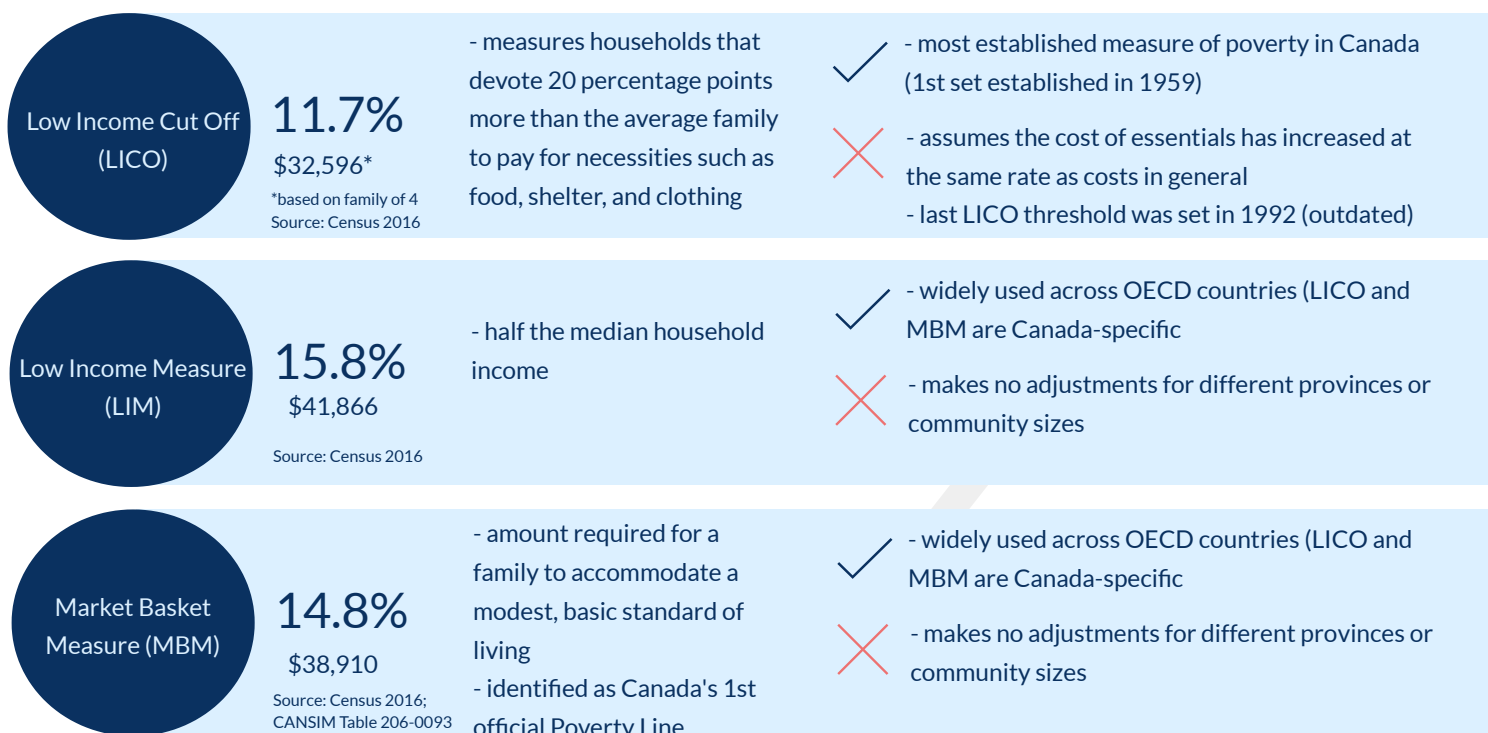 Low Income Cut Off
(LICO)
11.7%
$32,596*
*based on family of 4
Source: Census 2016
- measures households that
devote 20 percentage points
more than the average family
to pay for necessities such as
food, shelter, and clothing
- most established measure of poverty in Canada
(1st set established in 1959)
- assumes the cost of essentials has increased at
the same rate as costs in general
- last LICO threshold was set in 1992 (outdated)
Low Income Measure
(LIM)
15.8%
$41,866
Source: Census 2016
- half the median household
income
- widely used across OECD countries (LICO and
MBM are Canada-specific
- makes no adjustments for different provinces or
community sizes
Market Basket
Measure (MBM)
14.8%
$38,910
Source: Census 2016;
CANSIM Table 206-0093
- amount required for a
family to accommodate a
modest, basic standard of
living
- identified as Canada's 1st
official Poverty Line
- widely used across OECD countries (LICO and
MBM are Canada-specific
- makes no adjustments for different provinces or
community sizes